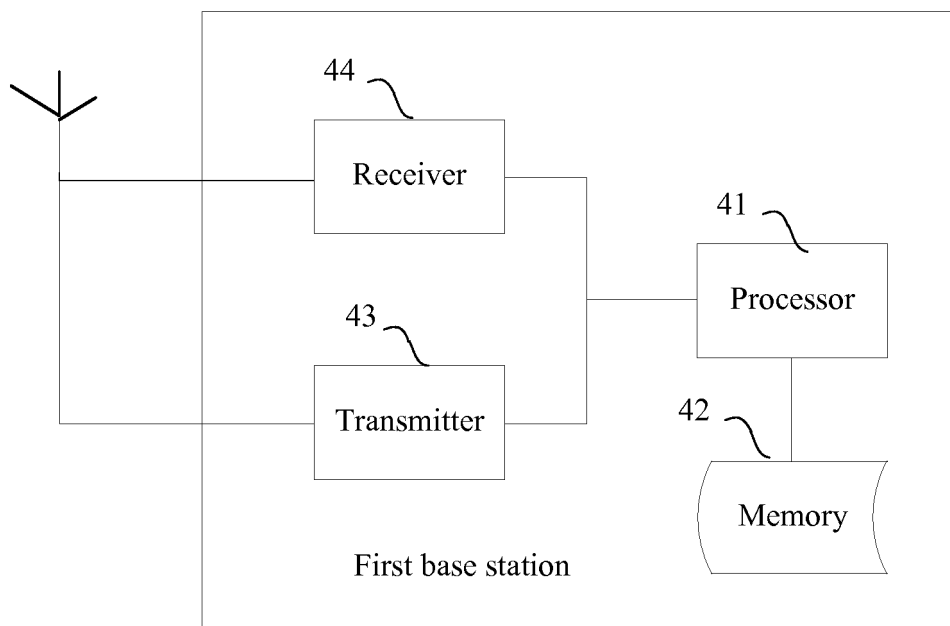 44
Receiver
41
Processor
43
Transmitter
42
Memory
First base station